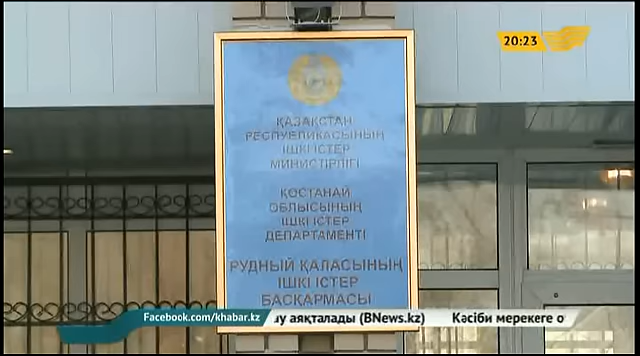 20:23
ҚАЗАҚСТАН
РЕСПУБЛИКАСЫНЫҢ
ІШКІ ІСТЕР
МИНИСТРЛІГІ
ҚОСТАНАЙ
ОБЛЫСЫНЫҢ
ІШКІ ІСТЕР
ДЕПАРТАМЕНТІ
РУДНЫЙ ҚАЛАСЫНЫҢ
ІШКІ ІСТЕР
БАСҚАРМАСЫ
Facebook.com/khabar.kz аяқталады (BNews.kz) Кәсіби мерекеге